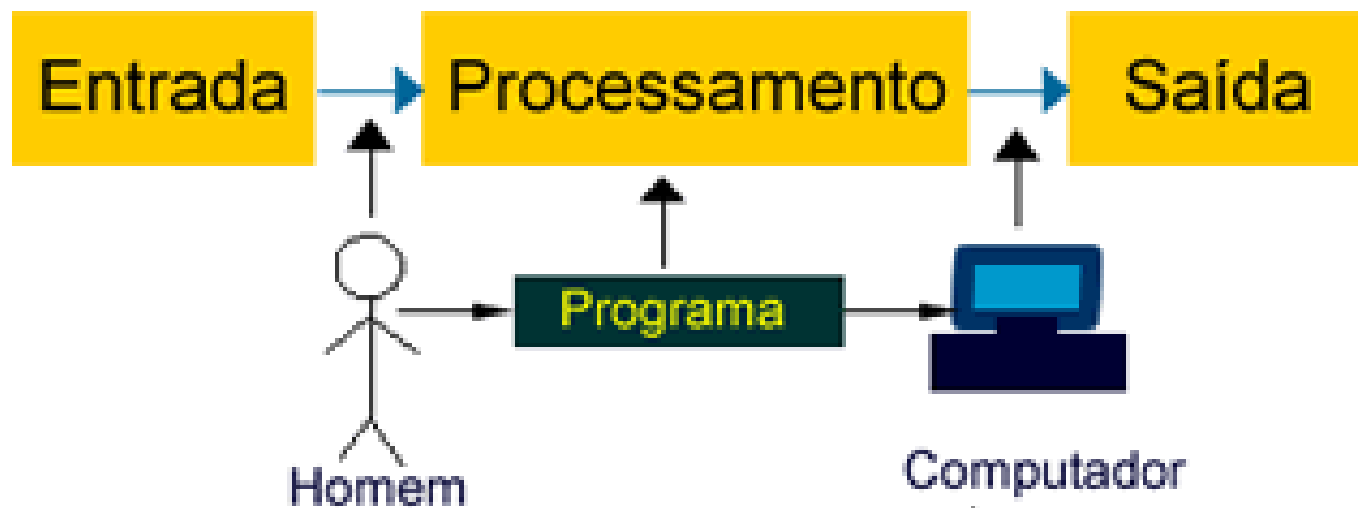 Entrada
Processamento
Saída
Programa
Homem
Computador